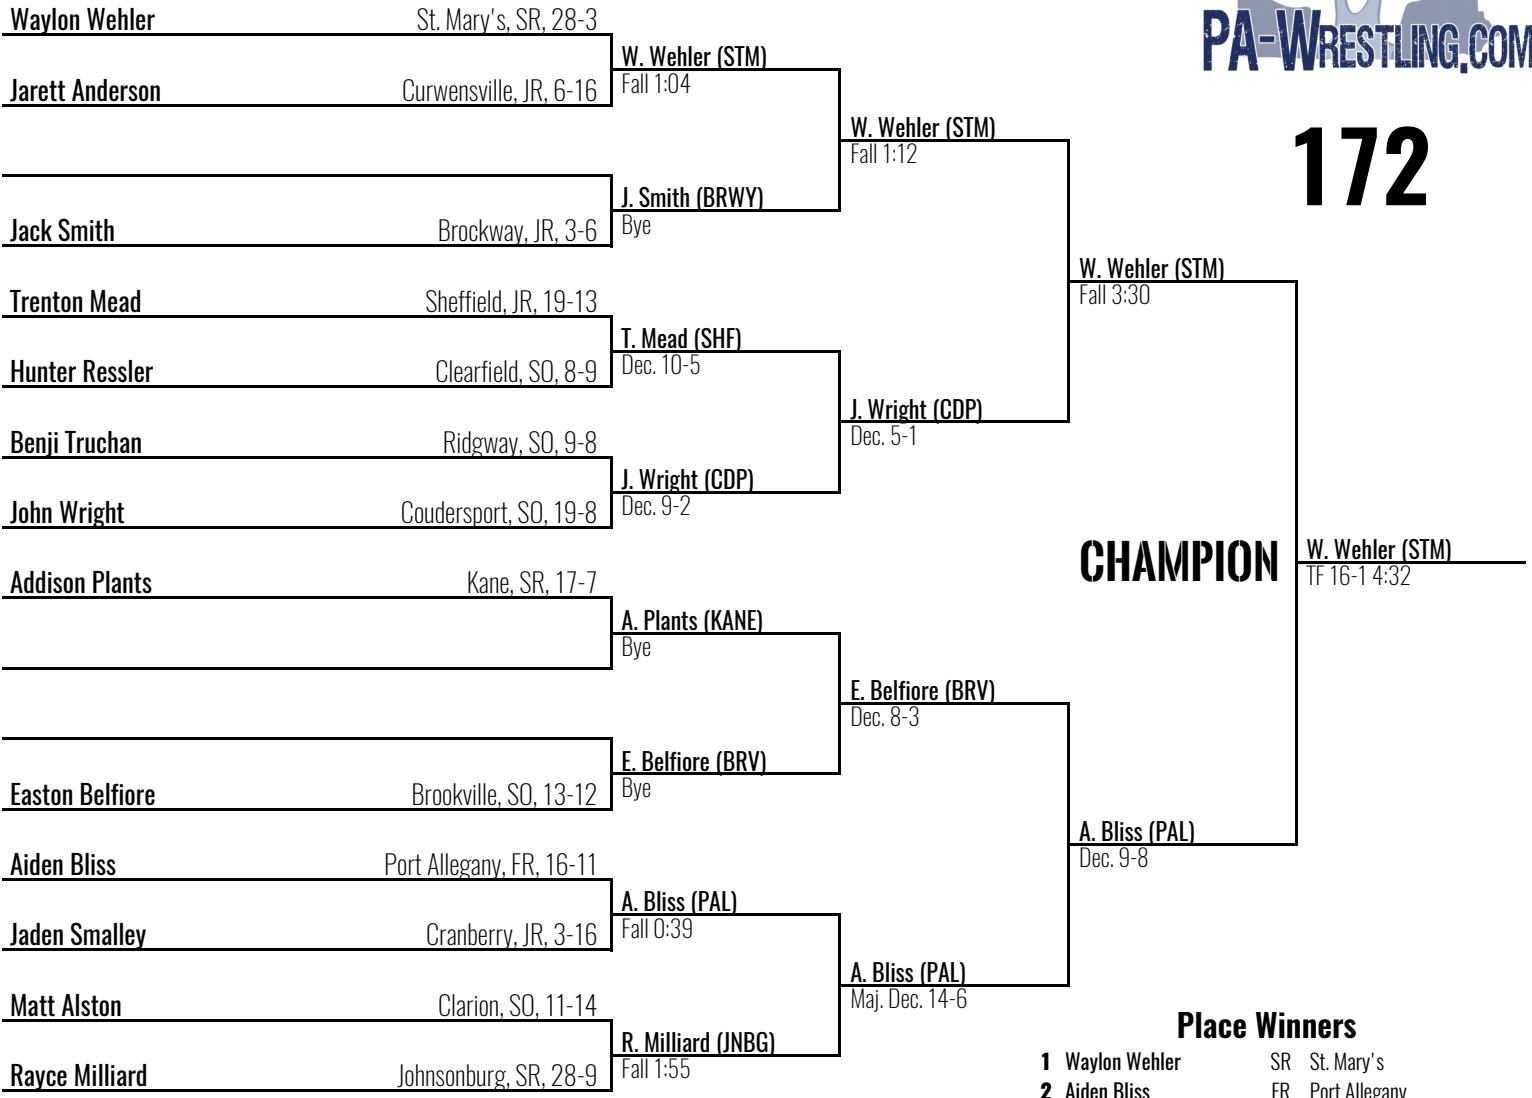 PA-WRESTLING.COM
172
Waylon Wehler St. Mary's, SR, 28-3
Jarett Anderson Curwensville, JR, 6-16
Jack Smith Brockway, JR, 3-6
Trenton Mead Sheffield, JR, 19-13
Hunter Ressler Clearfield, SO, 8-9
Benji Truchan Ridgway, SO, 9-8
John Wright Coudersport, SO, 19-8
Addison Plants Kane, SR, 17-7
Easton Belfiore Brookville, SO, 13-12
Aiden Bliss Port Allegany, FR, 16-11
Jaden Smalley Cranberry, JR, 3-16
Matt Alston Clarion, SO, 11-14
Rayce Milliard Johnsonburg, SR, 28-9
W. Wehler (STM)
Fall 1:04
J. Smith (BRWY)
Bye
T. Mead (SHF)
Dec. 10-5
J. Wright (CDP)
Dec. 9-2
A. Plants (KANE)
Bye
E. Belfiore (BRV)
Bye
A. Bliss (PAL)
Fall 0:39
R. Milliard (JNBG)
Fall 1:55
W. Wehler (STM)
Fall 1:12
J. Wright (CDP)
Dec. 5-1
E. Belfiore (BRV)
Dec. 8-3
A. Bliss (PAL)
Maj. Dec. 14-6
W. Wehler (STM)
Fall 3:30
A. Bliss (PAL)
Dec. 9-8
CHAMPION
W. Wehler (STM)
TF 16-1 4:32
Place Winners
1 Waylon Wehler SR St. Mary's
2 Aiden Bliss FR Port Allegany